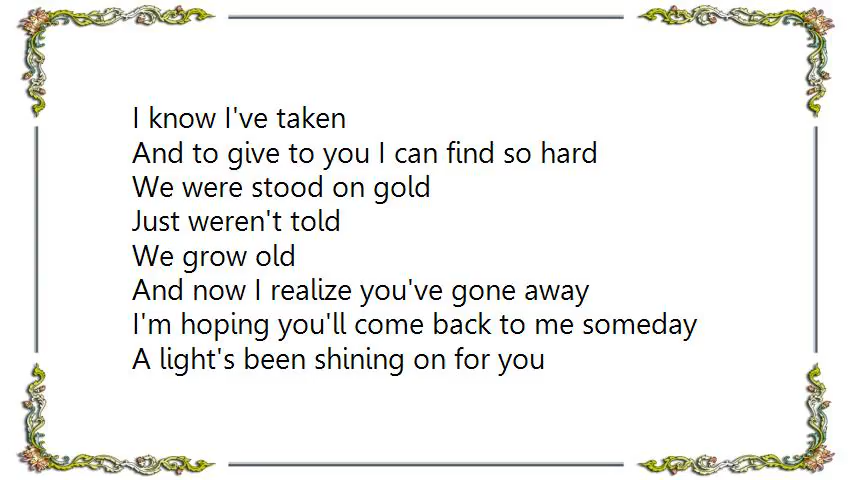 I know I've taken
And to give to you I can find so hard
We were stood on gold
Just weren't told
We grow old
And now I realize you've gone away
I'm hoping you'll come back to me someday
A light's been shining on for you